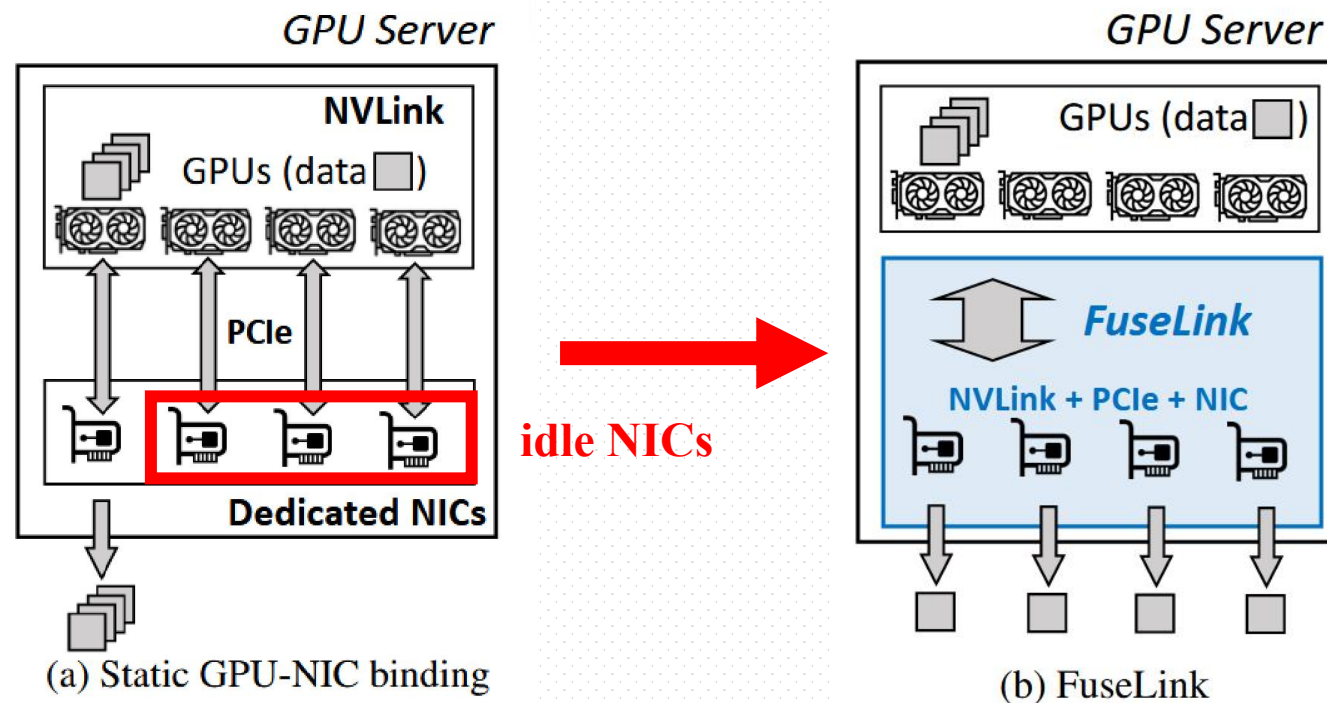 GPU Server
NVLink
GPUs (data )
PCIe
Dedicated NICs
(a) Static GPU-NIC binding
idle NICs
GPU Server
GPUs (data )
FuseLink
NVLink + PCIe + NIC
(b) FuseLink